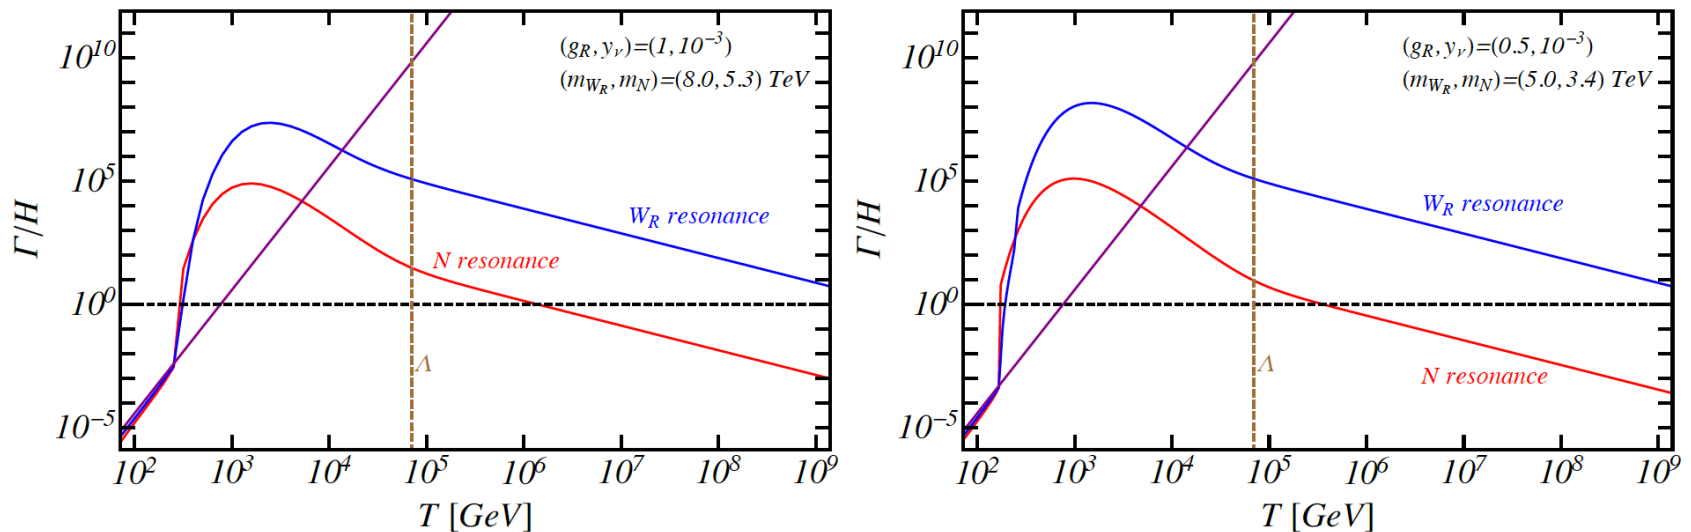 (g_R, y_ν)=(1, 10^{-3})
(m_{W_R}, m_N)=(8.0, 5.3) TeV
W_R resonance
N resonance
Λ
Γ/H
10^{10}
10^5
10^0
10^{-5}
10^2 10^3 10^4 10^5 10^6 10^7 10^8 10^9
T [GeV]
(g_R, y_ν)=(0.5, 10^{-3})
(m_{W_R}, m_N)=(5.0, 3.4) TeV
W_R resonance
Λ
N resonance
Γ/H
10^{10}
10^5
10^0
10^{-5}
10^2 10^3 10^4 10^5 10^6 10^7 10^8 10^9
T [GeV]